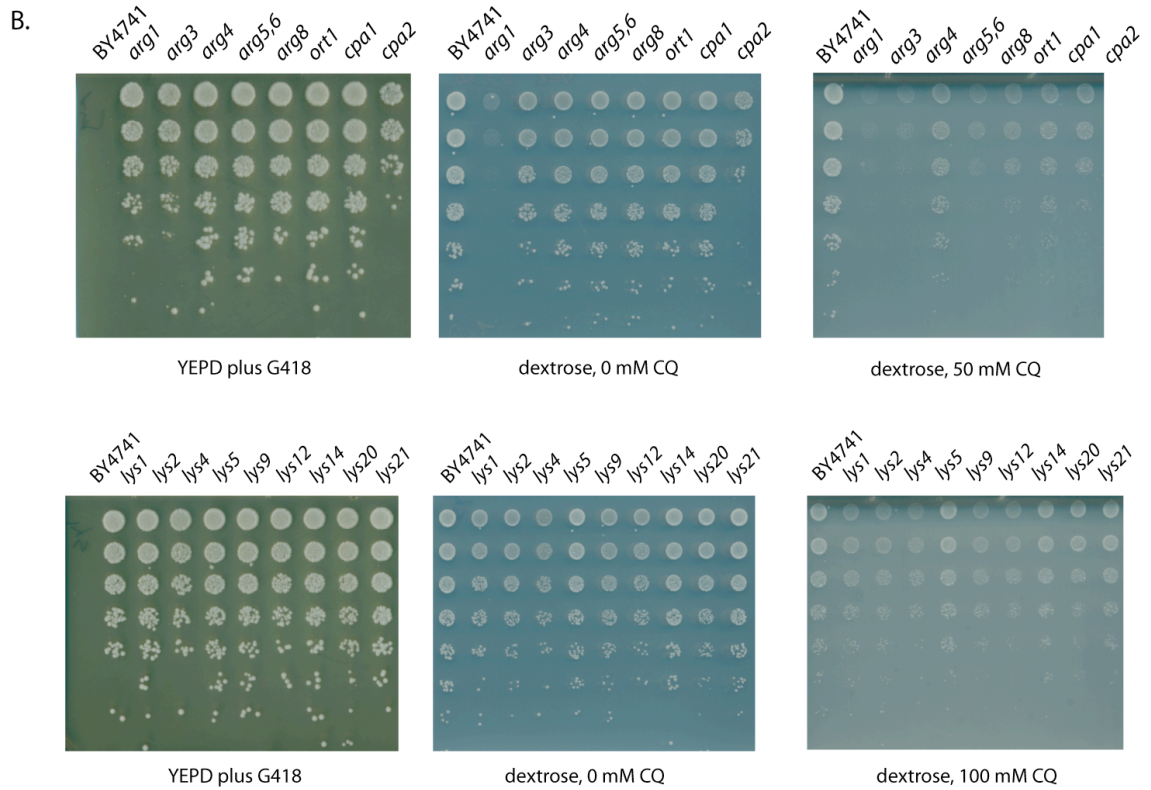 B.
BY4741 arg1 arg3 arg4 arg5,6 arg8 ort1 cpa1 cpa2
BY4741 arg1 arg3 arg4 arg5,6 arg8 ort1 cpa1 cpa2
BY4741 arg1 arg3 arg4 arg5,6 arg8 ort1 cpa1 cpa2
YEPD plus G418
dextrose, 0 mM CQ
dextrose, 50 mM CQ
BY4741 lys1 lys2 lys4 lys5 lys9 lys12 lys14 lys20 lys21
BY4741 lys1 lys2 lys4 lys5 lys9 lys12 lys14 lys20 lys21
BY4741 lys1 lys2 lys4 lys5 lys9 lys12 lys14 lys20 lys21
YEPD plus G418
dextrose, 0 mM CQ
dextrose, 100 mM CQ